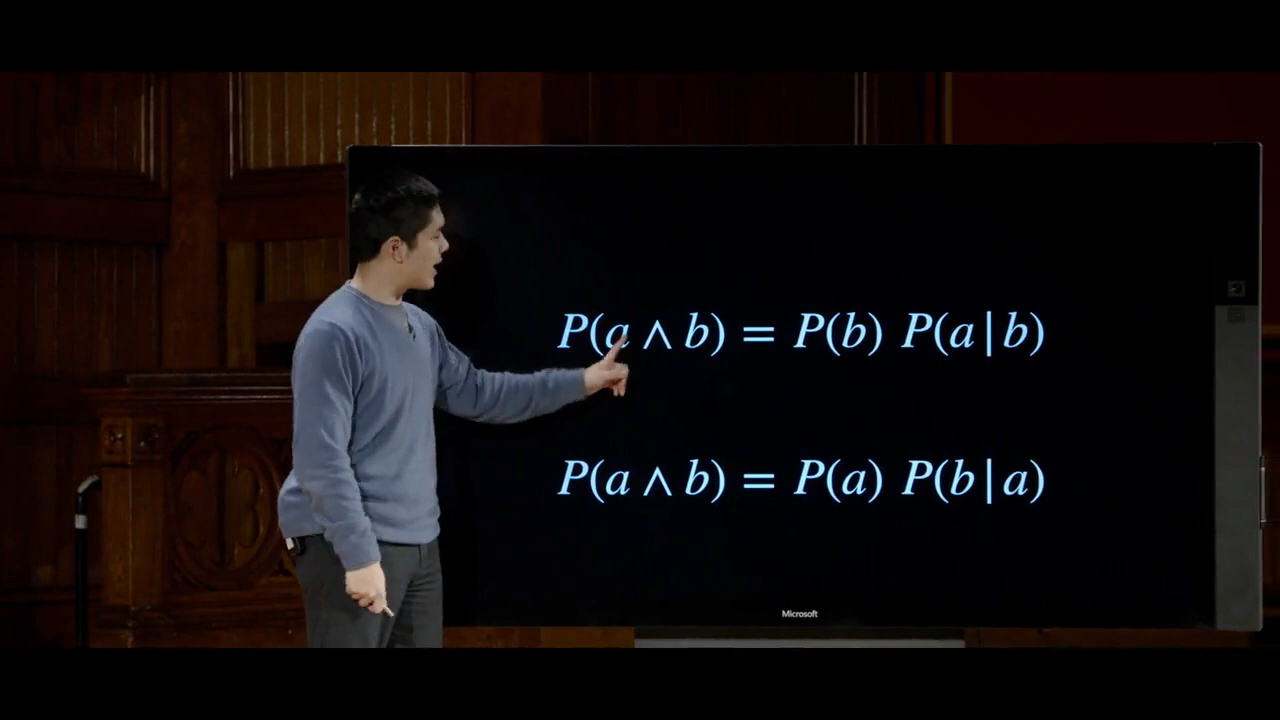 P(a ∧ b) = P(b) P(a | b)
P(a ∧ b) = P(a) P(b | a)
Microsoft